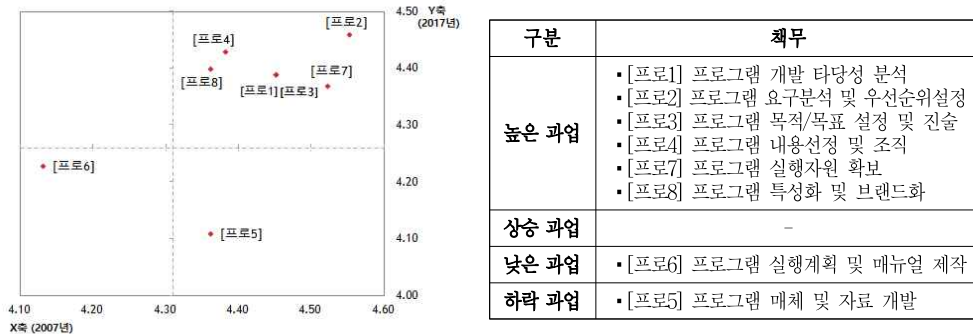 4.50
Y축
(2017년)
4.40
4.30
4.20
4.10
4.00
[프로2]
[프로4]
[프로8]
[프로7]
[프로1] [프로3]
[프로6]
[프로5]
4.10 4.20 4.30 4.40 4.50 4.60
X축 (2007년)
구분 책무
높은 과업
▪[프로1] 프로그램 개발 타당성 분석
▪[프로2] 프로그램 요구분석 및 우선순위설정
▪[프로3] 프로그램 목적/목표 설정 및 진술
▪[프로4] 프로그램 내용선정 및 조직
▪[프로7] 프로그램 실행자원 확보
▪[프로8] 프로그램 특성화 및 브랜드화
상승 과업 -
낮은 과업 ▪[프로6] 프로그램 실행계획 및 매뉴얼 제작
하락 과업 ▪[프로5] 프로그램 매체 및 자료 개발